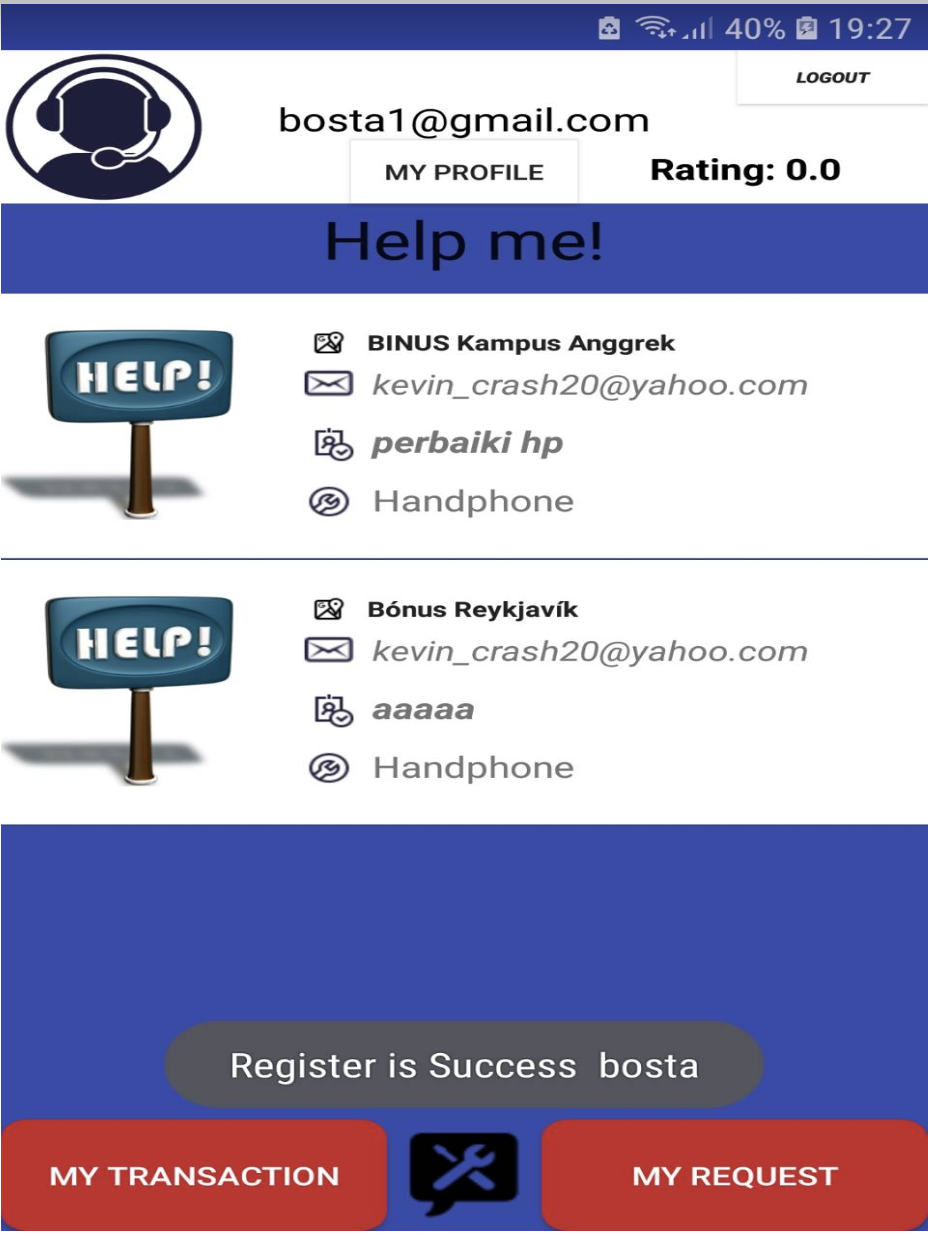 40% 19:27
LOGOUT
bosta1@gmail.com
MY PROFILE
Rating: 0.0
Help me!
HELP!
BINUS Kampus Anggrek
kevin_crash20@yahoo.com
perbaiki hp
Handphone
HELP!
Bónus Reykjavík
kevin_crash20@yahoo.com
aaaaa
Handphone
Register is Success bosta
MY TRANSACTION
MY REQUEST